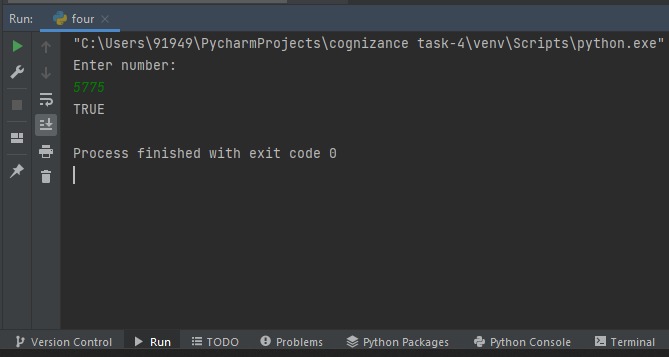 Run: four
"C:\Users\91949\PycharmProjects\cognizance task-4\venv\Scripts\python.exe"
Enter number:
5775
TRUE
Process finished with exit code 0
Version Control Run TODO Problems Python Packages Python Console Terminal